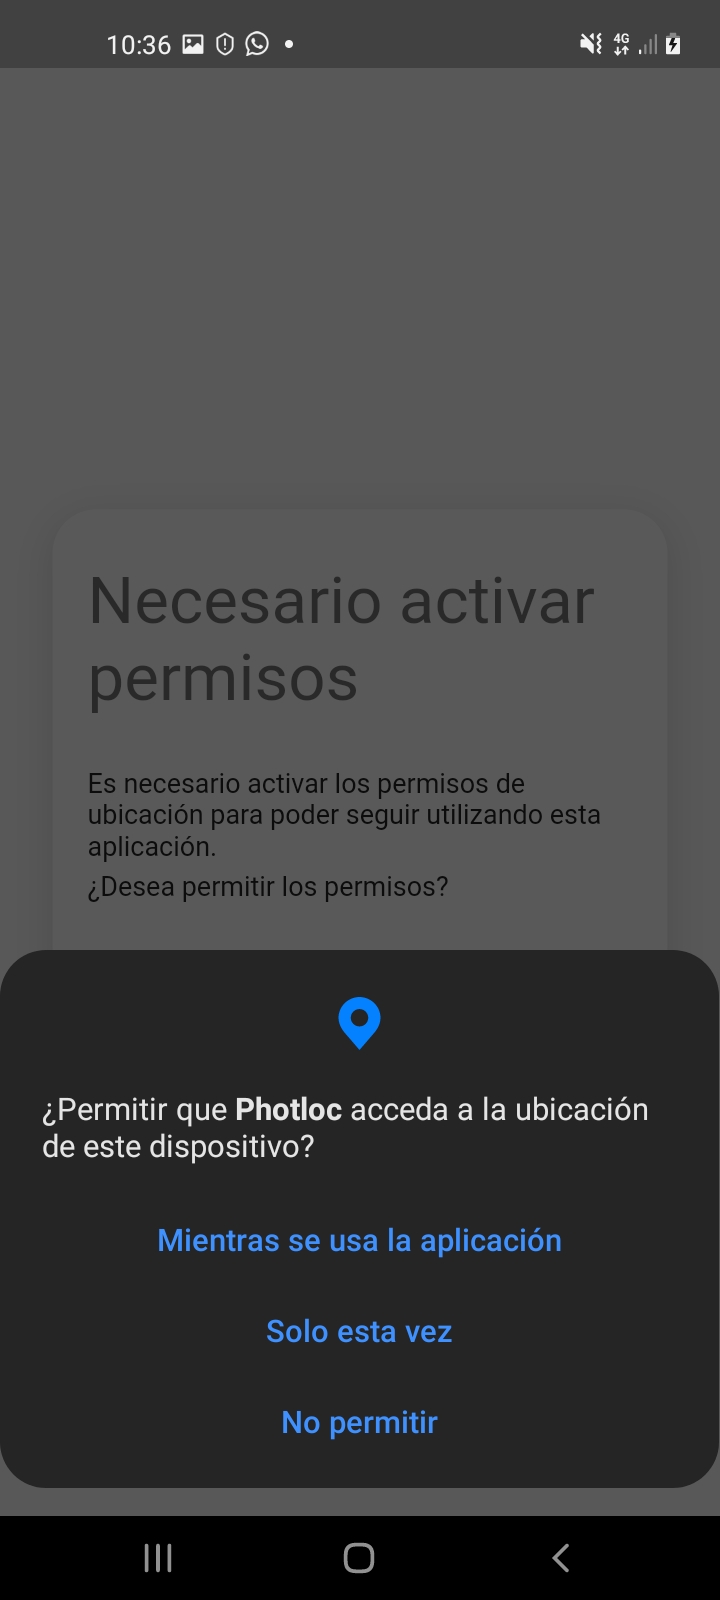 10:36
4G
Necesario activar
permisos
Es necesario activar los permisos de
ubicación para poder seguir utilizando esta
aplicación.
¿Desea permitir los permisos?
¿Permitir que Photloc acceda a la ubicación
de este dispositivo?
Mientras se usa la aplicación
Solo esta vez
No permitir